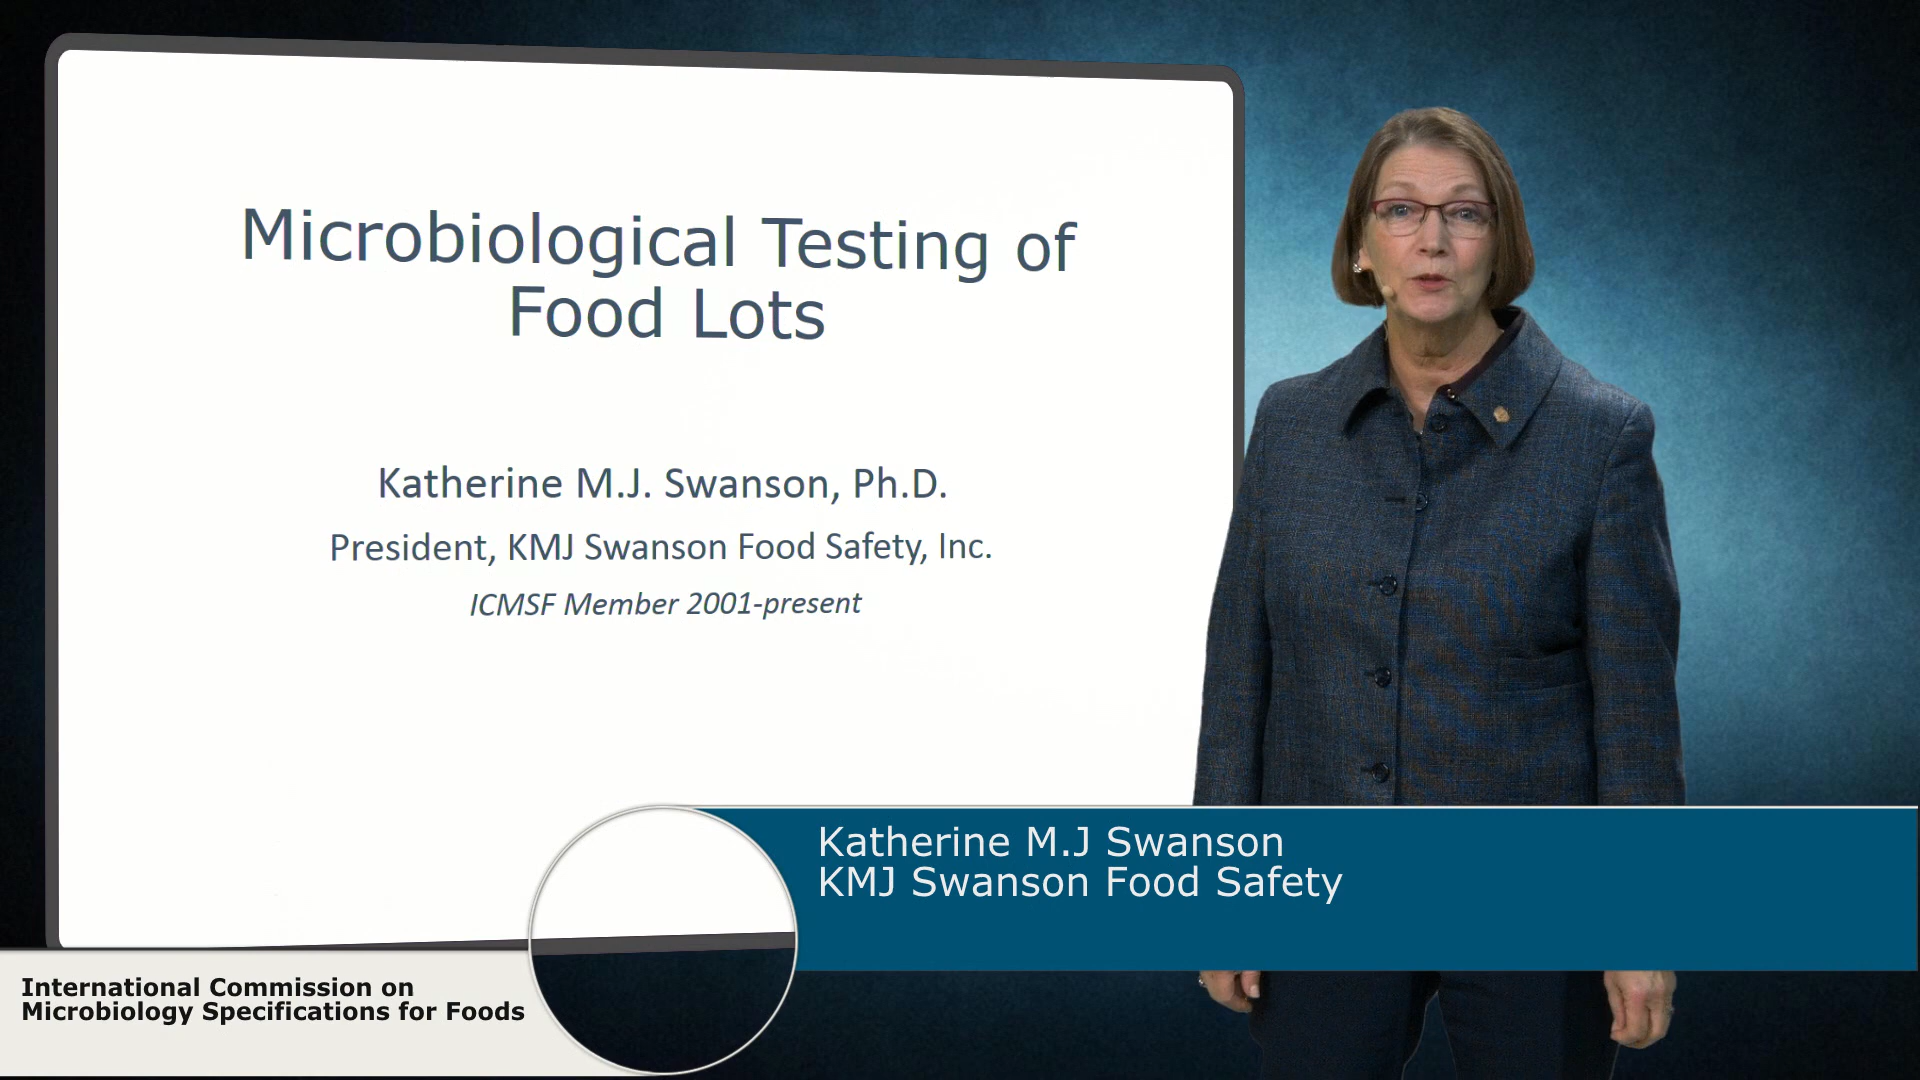 Microbiological Testing of
Food Lots
Katherine M.J. Swanson, Ph.D.
President, KMJ Swanson Food Safety, Inc.
ICMSF Member 2001-present
Katherine M.J Swanson
KMJ Swanson Food Safety
International Commission on
Microbiology Specifications for Foods